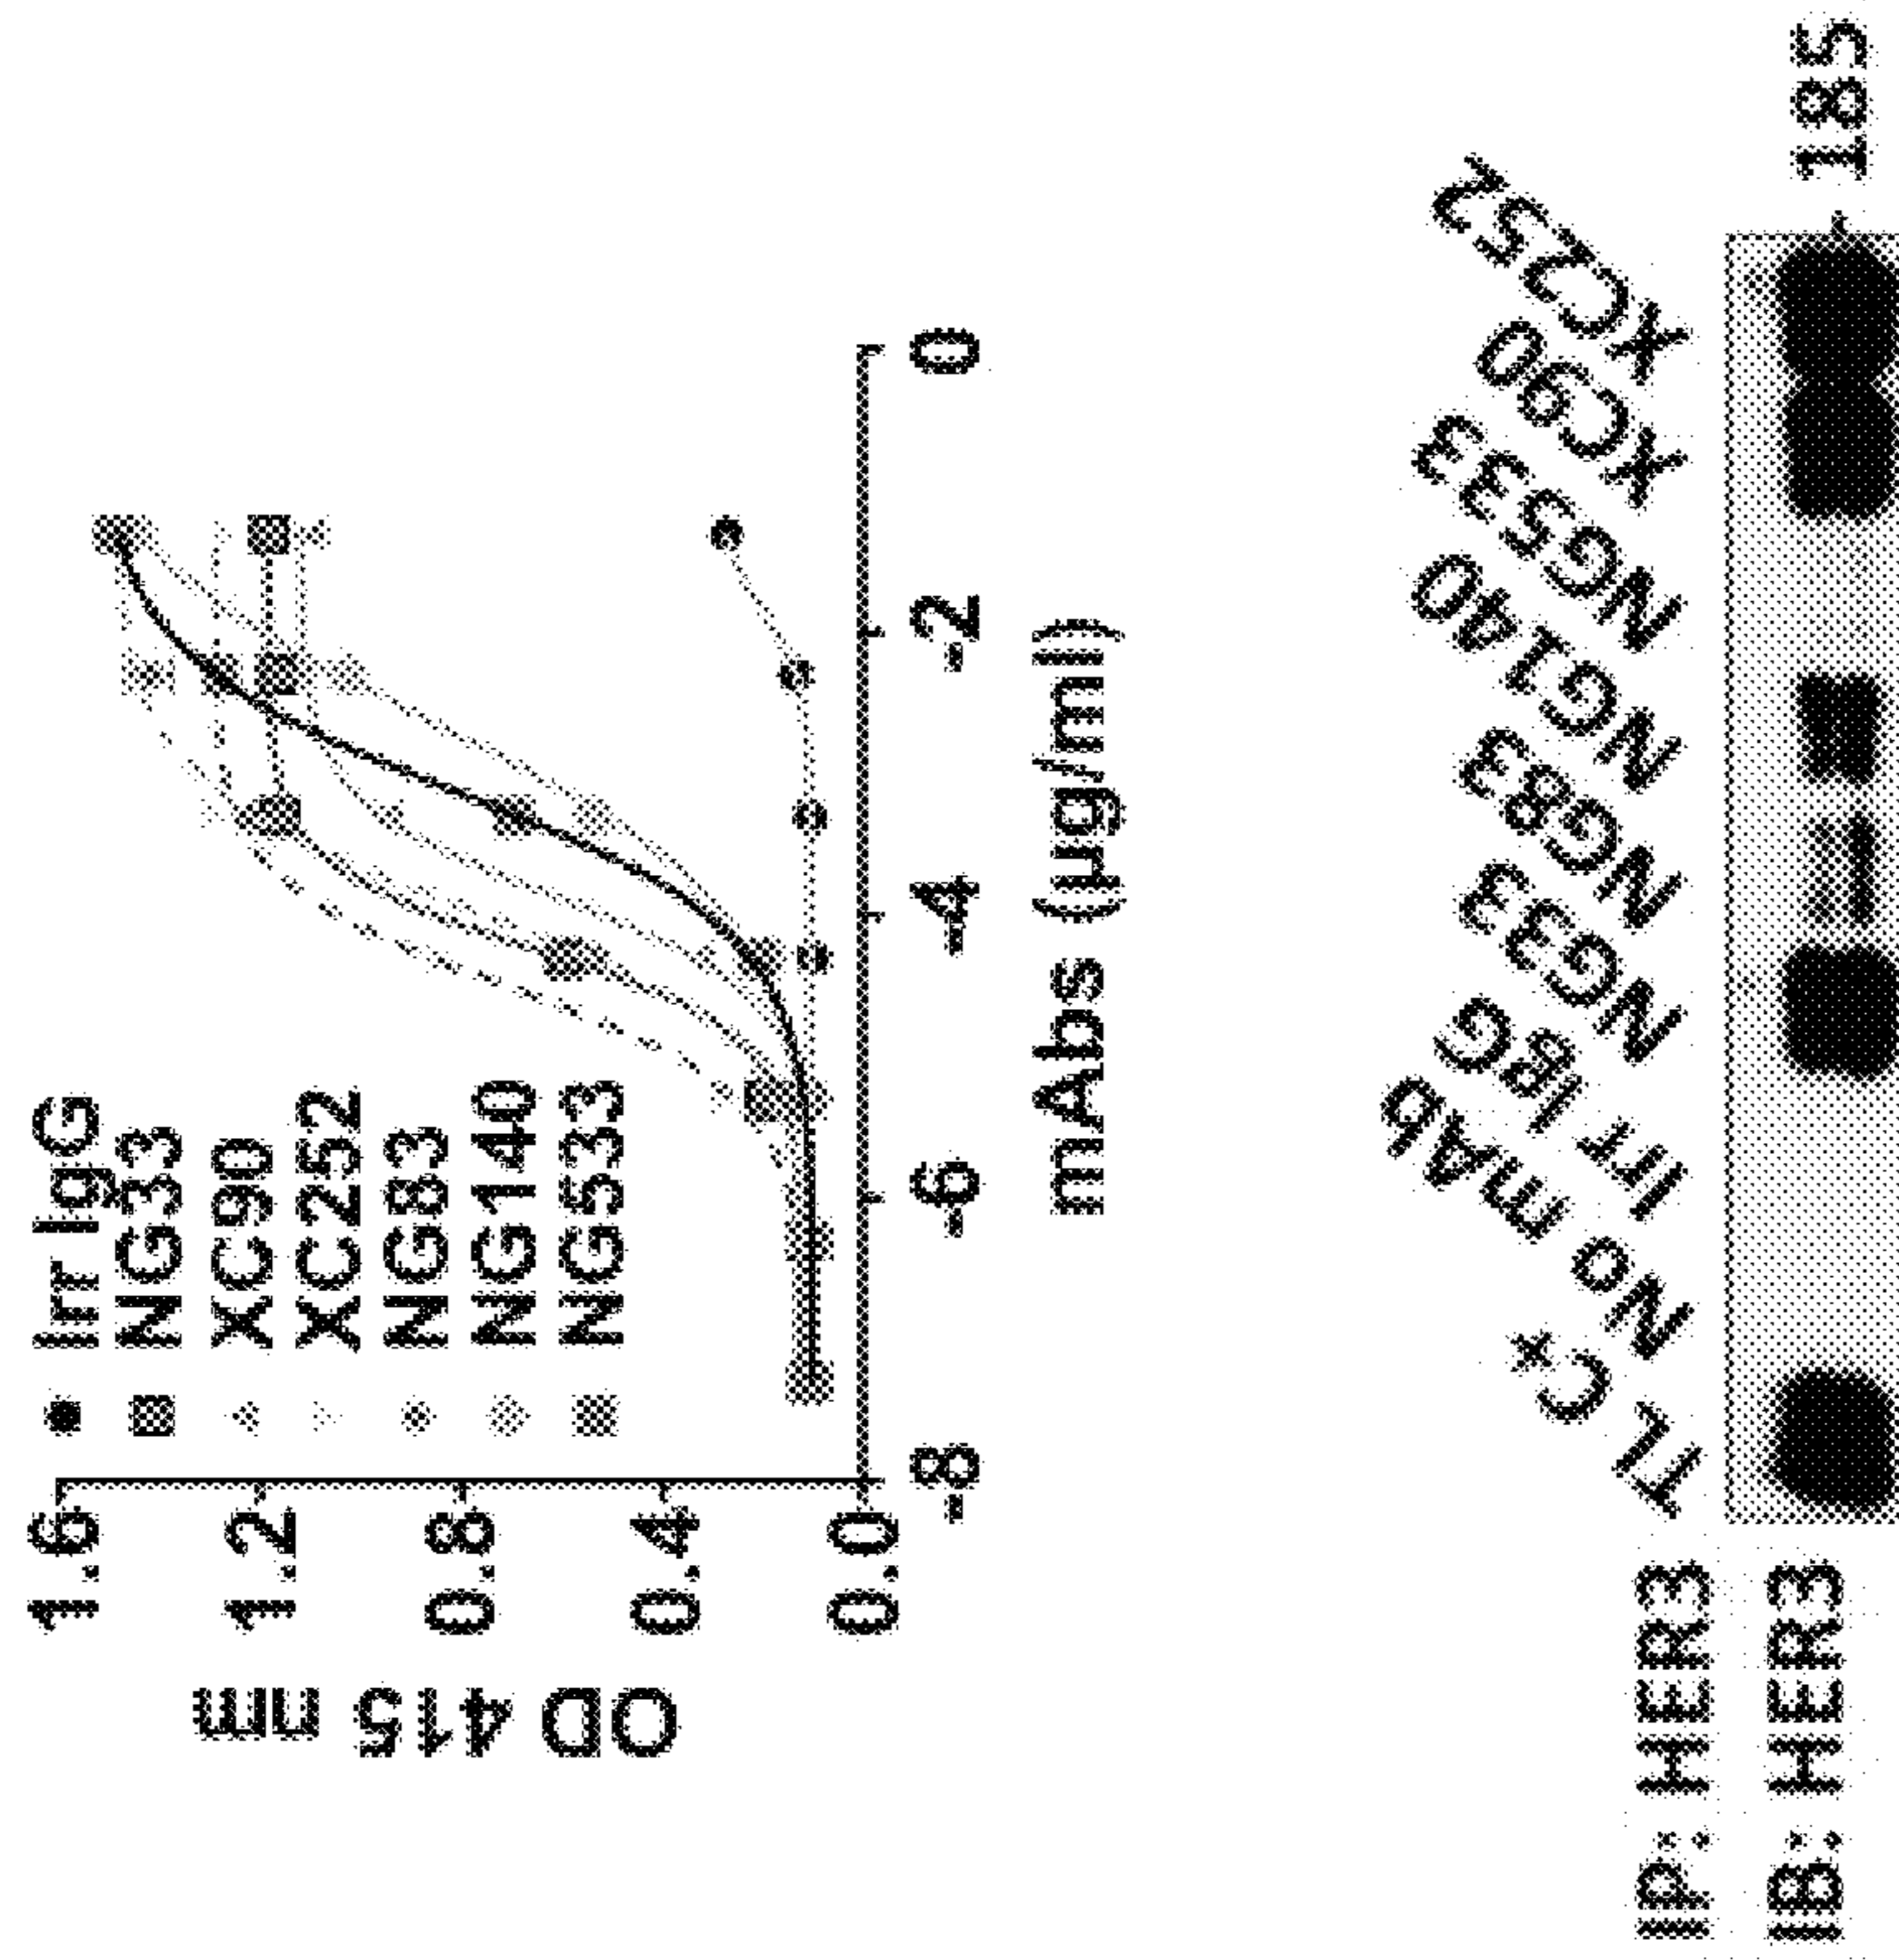 Irr IgG
NG33
XC90
XC252
NG83
NG140
NG533
1.6
1.2
0.8
0.4
0.0
OD 415 nm
-8
-6
-4
-2
0
mAbs (µg/ml)
TL C+
No mAb
Irr IgG
NG33
NG83
NG140
NG533
XC90
XC252
IP: HER3
IB: HER3
185